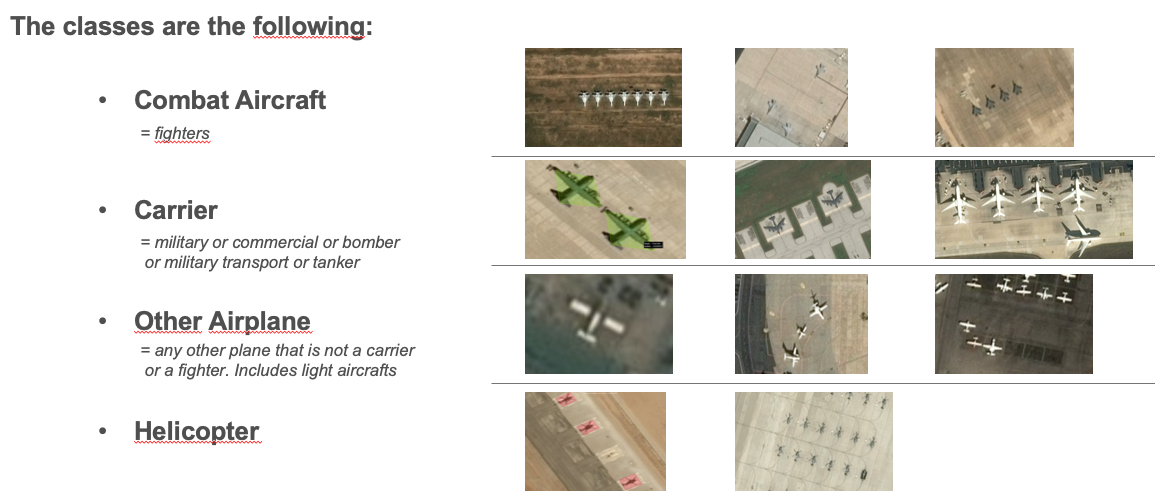 The classes are the following:
• Combat Aircraft
= fighters
• Carrier
= military or commercial or bomber
or military transport or tanker
• Other Airplane
= any other plane that is not a carrier
or a fighter. Includes light aircrafts
• Helicopter